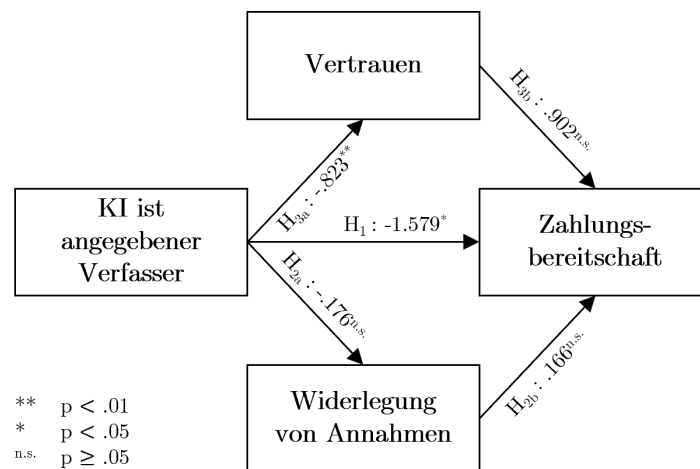 Vertrauen
H3a : -.823**
H3b : .902n.s.
KI ist
angegebener
Verfasser
H1 : -1.579*
Zahlungs-
bereitschaft
H2a : -.176n.s.
H2b : .166n.s.
Widerlegung
von Annahmen
** p < .01
* p < .05
n.s. p ≥ .05